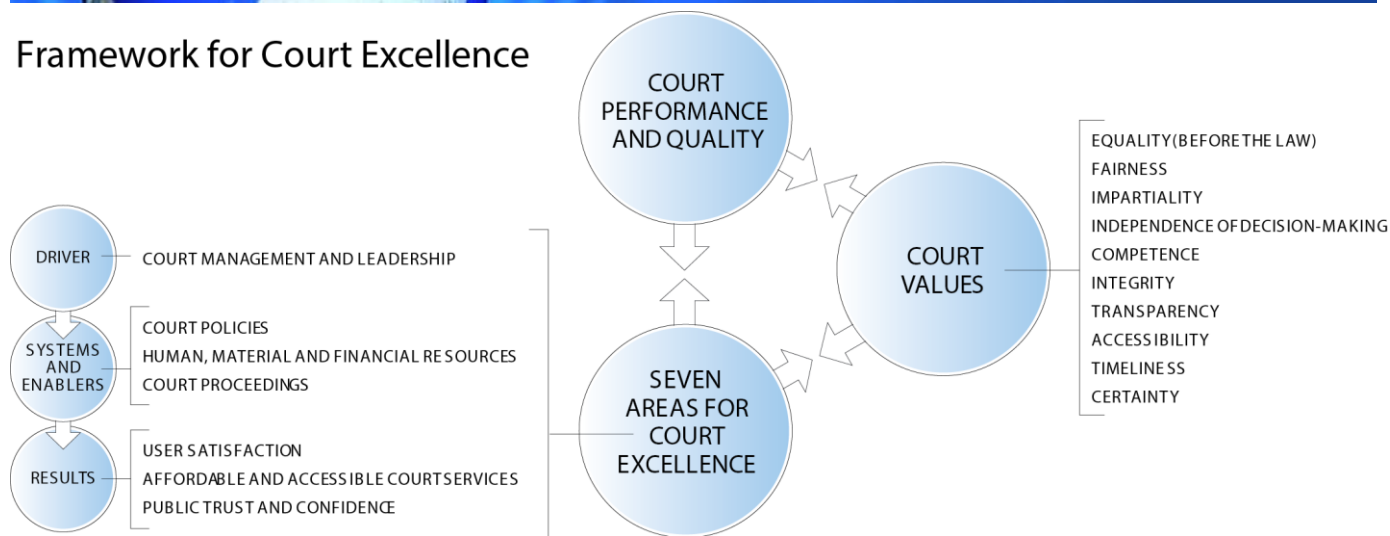 Framework for Court Excellence
COURT
PERFORMANCE
AND QUALITY
EQUALITY (BEFORE THE LAW)
FAIRNESS
IMPARTIALITY
INDEPENDENCE OF DECISION-MAKING
COMPETENCE
INTEGRITY
TRANSPARENCY
ACCESSIBILITY
TIMELINESS
CERTAINTY
COURT
VALUES
DRIVER
COURT MANAGEMENT AND LEADERSHIP
SYSTEMS
AND
ENABLERS
COURT POLICIES
HUMAN, MATERIAL AND FINANCIAL RESOURCES
COURT PROCEEDINGS
RESULTS
USER SATISFACTION
AFFORDABLE AND ACCESSIBLE COURT SERVICES
PUBLIC TRUST AND CONFIDENCE
SEVEN
AREAS FOR
COURT
EXCELLENCE